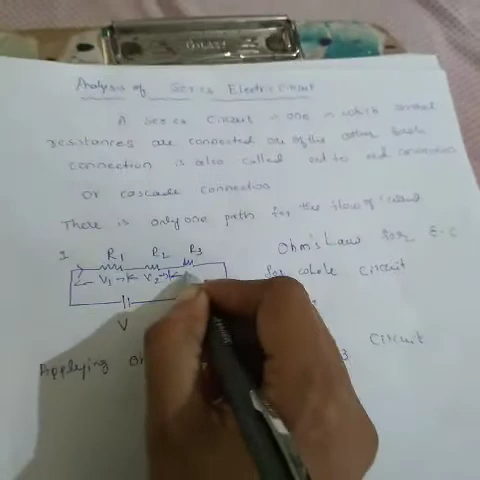 Analysis of Series Electric Circuit
A series circuit is one in which several
resistances are connected one after other. Such
connection is also called end to end connection
or cascade connection
There is only one path for the flow of current
I R1 R2 R3 Ohm's Law for E.C
V1 V2 for whole circuit
V
Applying circuit